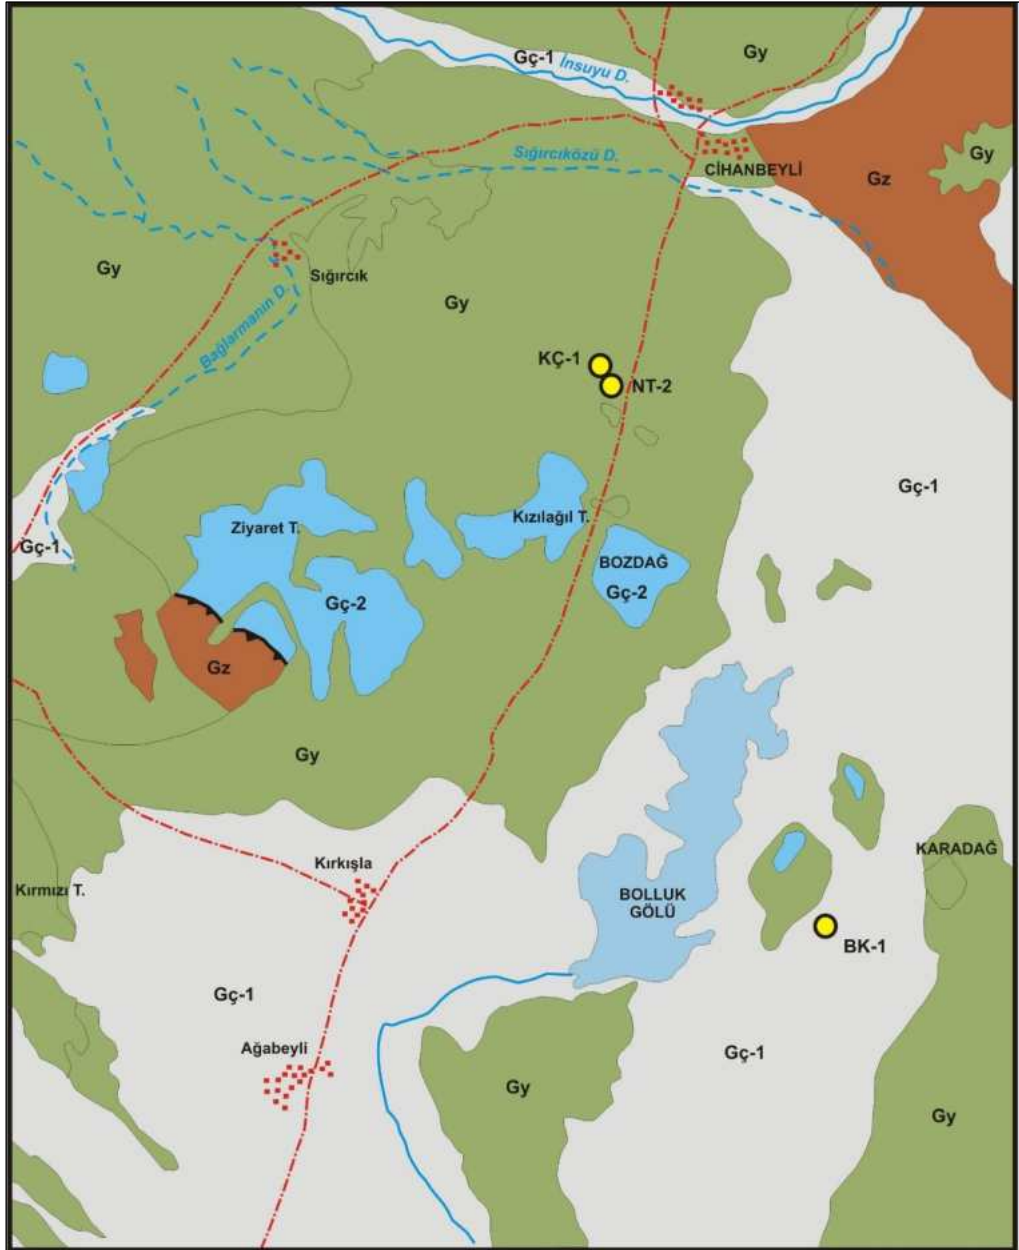 Gç-1
İnsuyu D.
Gy
Sığırcıközü D.
CİHANBEYLİ
Gz
Gy
Gy
Sığırcık
Gy
Bağlarmanın D.
KÇ-1
NT-2
Gç-1
Ziyaret T.
Kızılağıl T.
Gç-1
BOZDAĞ
Gç-2
Gç-2
Gz
Gy
Kırkışla
KARADAĞ
Kırmızı T.
BOLLUK
GÖLÜ
BK-1
Gç-1
Ağabeyli
Gç-1
Gy
Gy